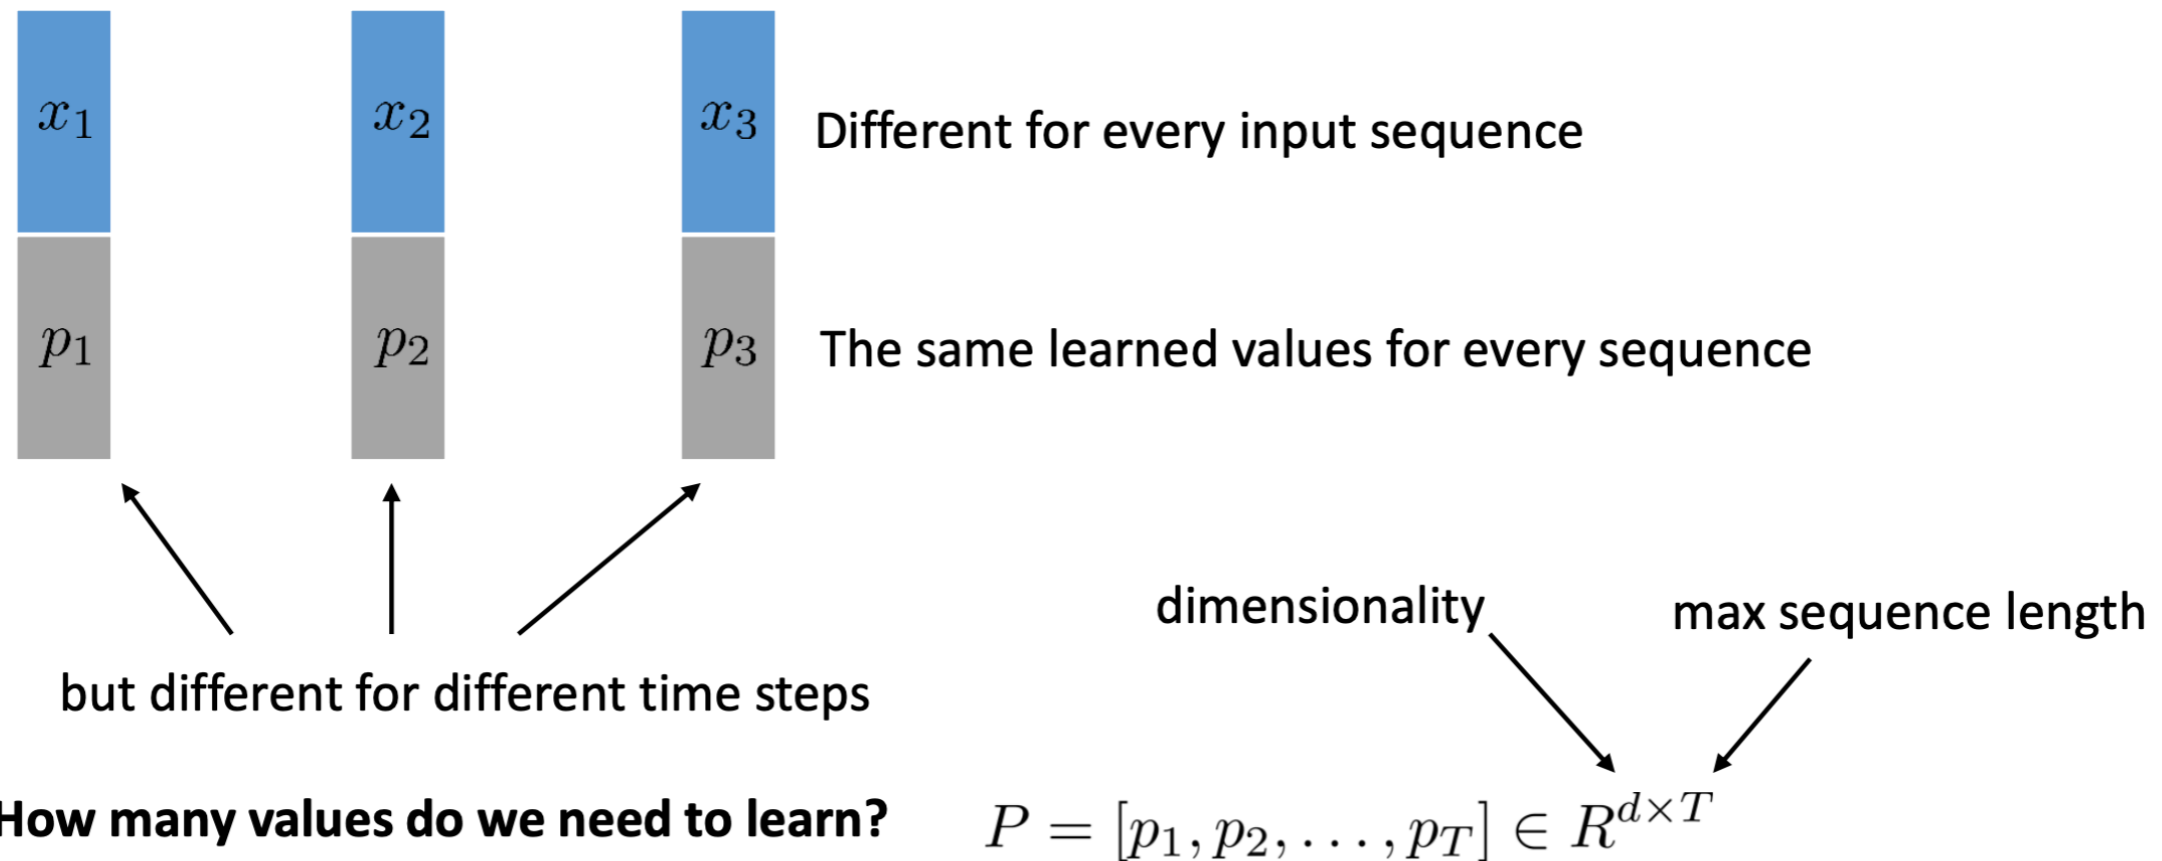 x₁ x₂ x₃ Different for every input sequence
p₁ p₂ p₃ The same learned values for every sequence
but different for different time steps
dimensionality max sequence length
How many values do we need to learn? P = [p₁, p₂, . . . , p_T] ∈ R^{d×T}